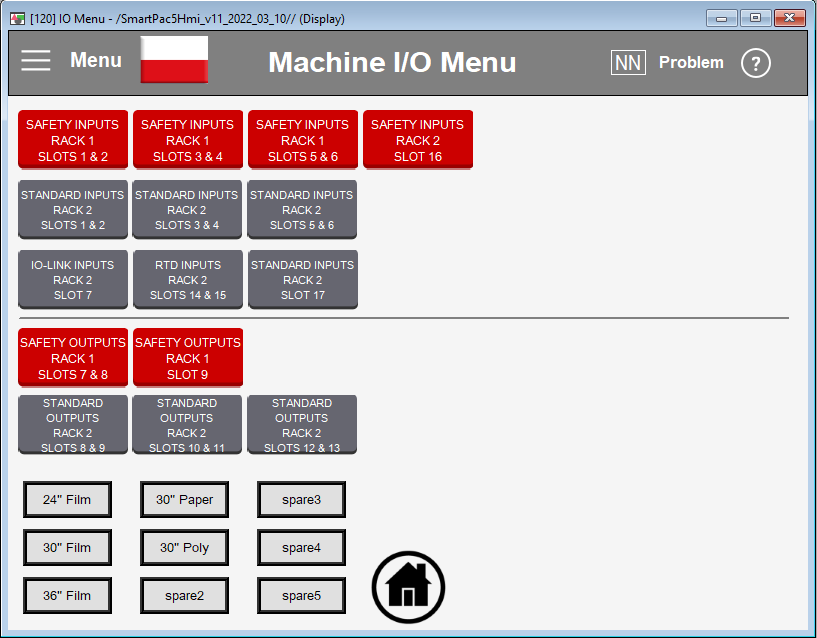 [120] IO Menu - /SmartPac5Hmi_v11_2022_03_10// (Display)
Menu
Machine I/O Menu
NN
Problem
?
SAFETY INPUTS
RACK 1
SLOTS 1 & 2
SAFETY INPUTS
RACK 1
SLOTS 3 & 4
SAFETY INPUTS
RACK 1
SLOTS 5 & 6
SAFETY INPUTS
RACK 2
SLOT 16
STANDARD INPUTS
RACK 2
SLOTS 1 & 2
STANDARD INPUTS
RACK 2
SLOTS 3 & 4
STANDARD INPUTS
RACK 2
SLOTS 5 & 6
IO-LINK INPUTS
RACK 2
SLOT 7
RTD INPUTS
RACK 2
SLOTS 14 & 15
STANDARD INPUTS
RACK 2
SLOT 17
SAFETY OUTPUTS
RACK 1
SLOTS 7 & 8
SAFETY OUTPUTS
RACK 1
SLOT 9
STANDARD
OUTPUTS
RACK 2
SLOTS 8 & 9
STANDARD
OUTPUTS
RACK 2
SLOTS 10 & 11
STANDARD
OUTPUTS
RACK 2
SLOTS 12 & 13
24" Film
30" Paper
spare3
30" Film
30" Poly
spare4
36" Film
spare2
spare5